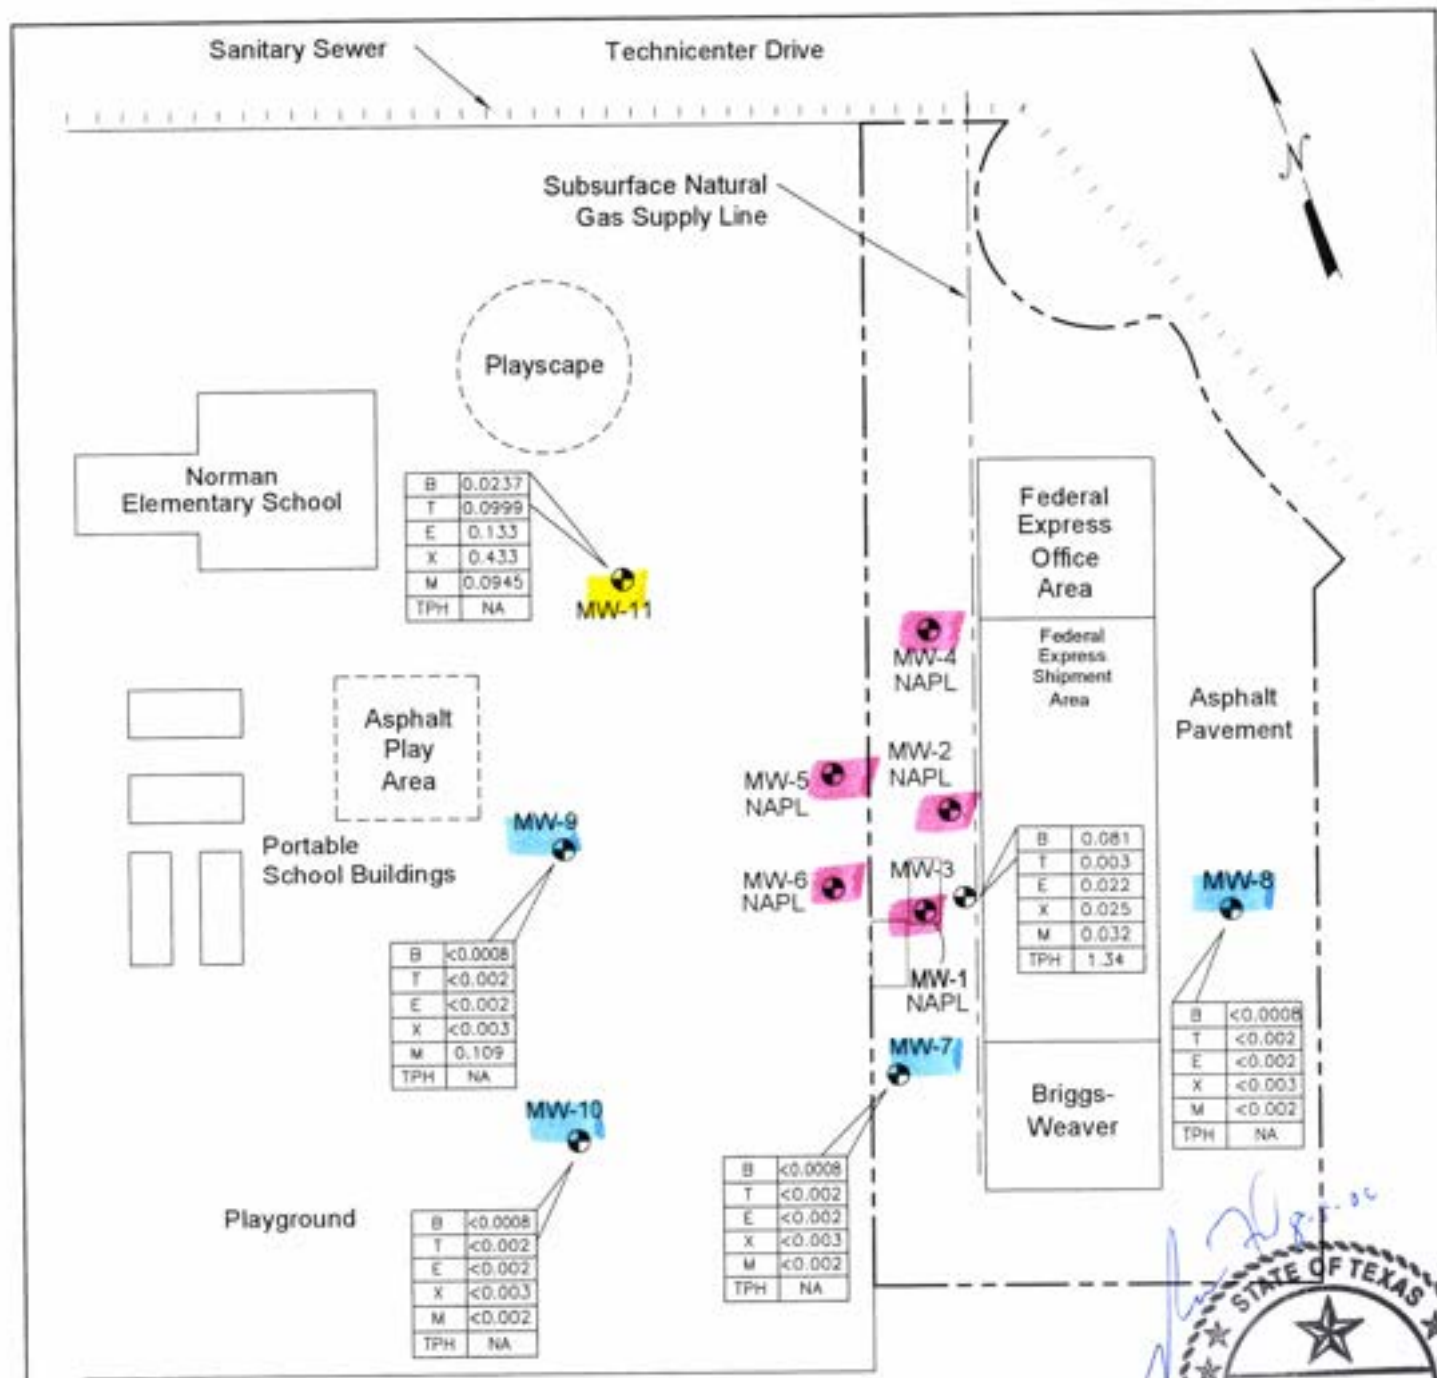 Sanitary Sewer
Technicenter Drive
N
Subsurface Natural
Gas Supply Line
Playscape
Norman
Elementary School
B 0.0237
T 0.0999
E 0.133
X 0.433
M 0.0945
TPH NA
MW-11
Federal
Express
Office
Area
Federal
Express
Shipment
Area
MW-4
NAPL
Asphalt
Pavement
Asphalt
Play
Area
MW-5
NAPL
MW-2
NAPL
MW-9
Portable
School Buildings
B 0.081
T 0.003
E 0.022
X 0.025
M 0.032
TPH 1.34
MW-6
NAPL
MW-3
MW-8
MW-1
NAPL
B <0.0008
T <0.002
E <0.002
X <0.003
M 0.109
TPH NA
B <0.0008
T <0.002
E <0.002
X <0.003
M <0.002
TPH NA
MW-7
Briggs-
Weaver
MW-10
B <0.0008
T <0.002
E <0.002
X <0.003
M <0.002
TPH NA
Playground
B <0.0008
T <0.002
E <0.002
X <0.003
M <0.002
TPH NA
STATE OF TEXAS